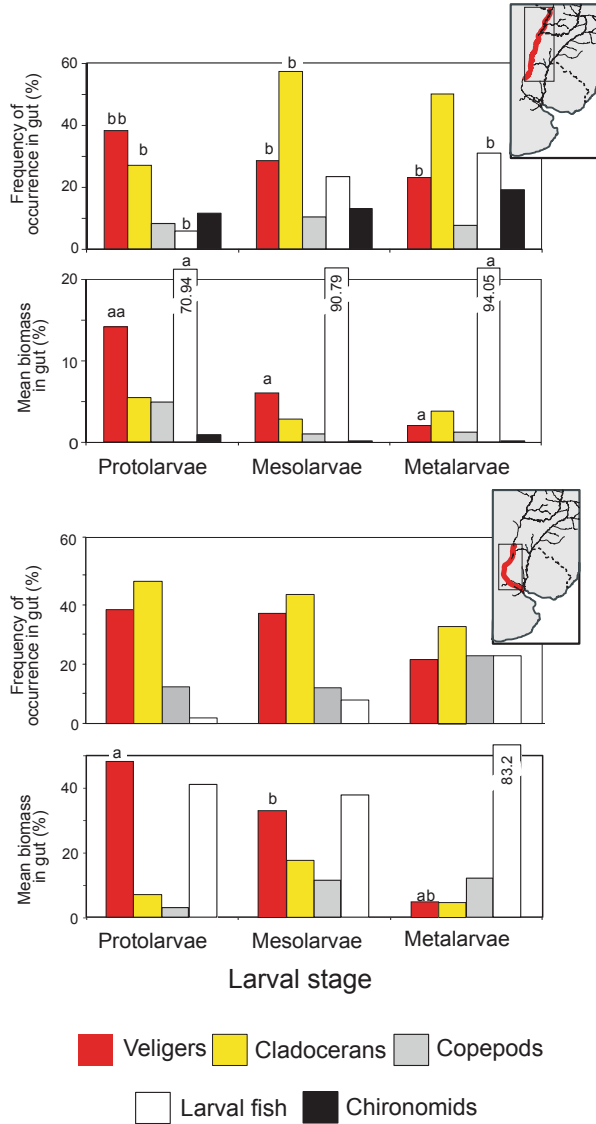 Frequency of
occurrence in gut (%)
60
40
20
0
bb
b
b
b
b
b
b
Mean biomass
in gut (%)
20
10
0
aa
a
70.94
a
90.79
a
a
94.05
Protolarvae
Mesolarvae
Metalarvae
Frequency of
occurrence in gut (%)
60
40
20
0
Mean biomass
in gut (%)
40
20
0
a
b
ab
83.2
Protolarvae
Mesolarvae
Metalarvae
Larval stage
Veligers
Cladocerans
Copepods
Larval fish
Chironomids